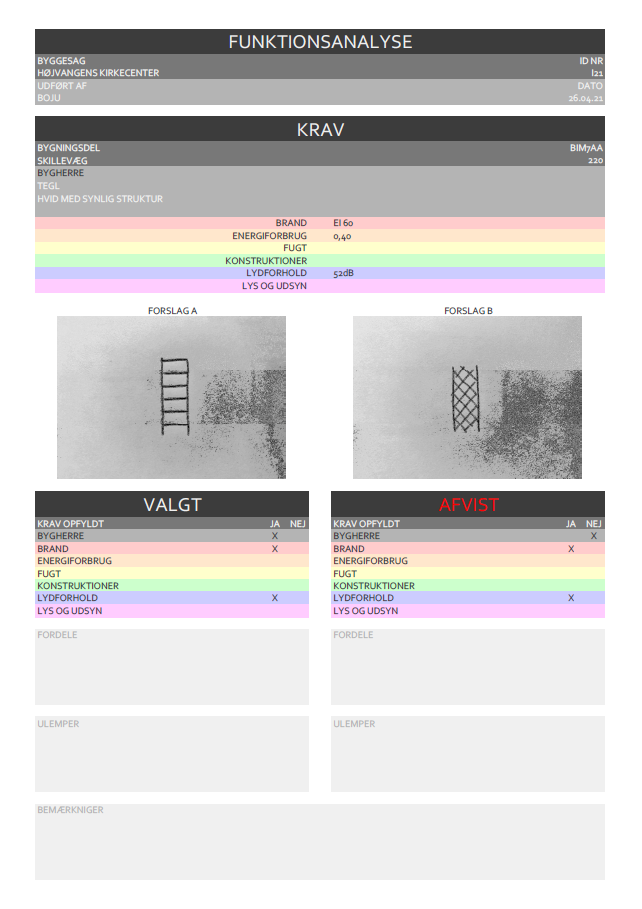 FUNKTIONSANALYSE
BYGGESAG ID NR
HØJVANGENS KIRKECENTER I21
UDFØRT AF DATO
BOJU 26.04.21
KRAV
BYGNINGSDEL BIM7AA
SKILLEVÆG 220
BYGHERRE
TEGL
HVID MED SYNLIG STRUKTUR
BRAND EI 60
ENERGIFORBRUG 0,40
FUGT
KONSTRUKTIONER
LYDFORHOLD 52dB
LYS OG UDSYN
FORSLAG A
FORSLAG B
VALGT
KRAV OPFYLDT JA NEJ
BYGHERRE X
BRAND X
ENERGIFORBRUG
FUGT
KONSTRUKTIONER
LYDFORHOLD X
LYS OG UDSYN
FORDELE
ULEMPER
AFVIST
KRAV OPFYLDT JA NEJ
BYGHERRE X
BRAND X
ENERGIFORBRUG
FUGT
KONSTRUKTIONER
LYDFORHOLD X
LYS OG UDSYN
FORDELE
ULEMPER
BEMÆRKNIGER